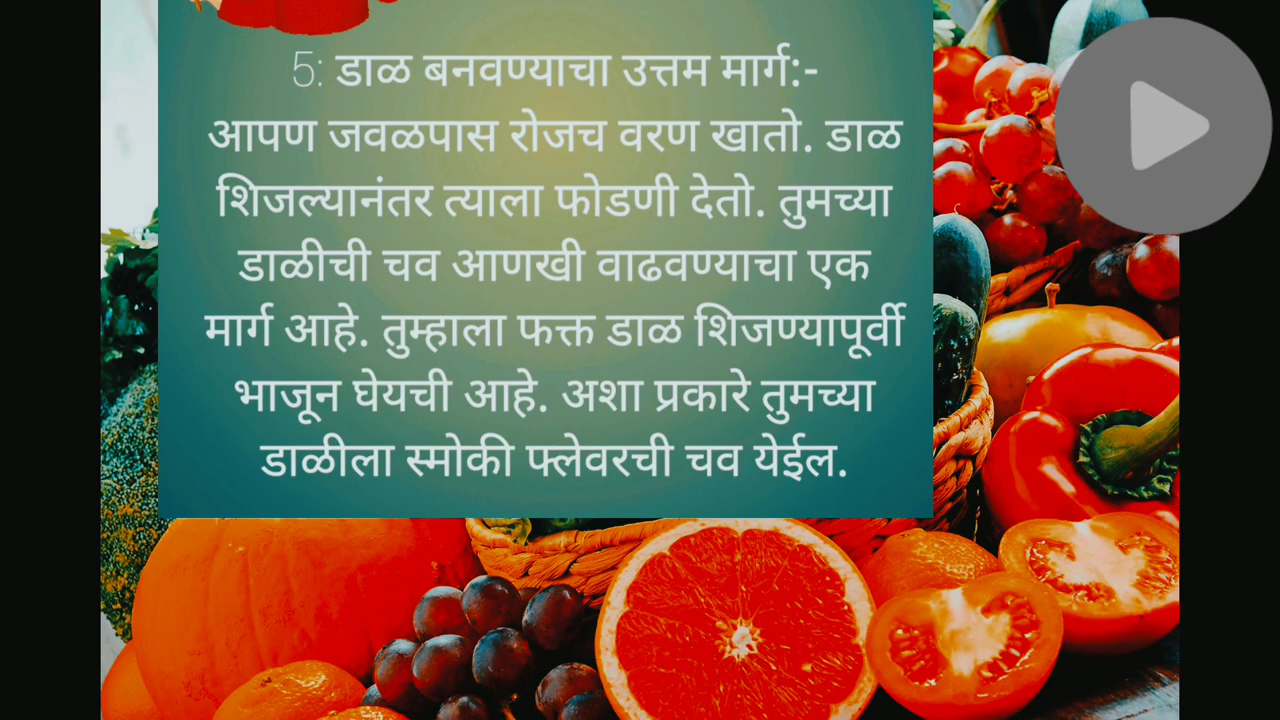 5: डाळ बनवण्याचा उत्तम मार्ग:-
आपण जवळपास रोजच वरण खातो. डाळ
शिजल्यानंतर त्याला फोडणी देतो. तुमच्या
डाळीची चव आणखी वाढवण्याचा एक
मार्ग आहे. तुम्हाला फक्त डाळ शिजण्यापूर्वी
भाजून घेयची आहे. अशा प्रकारे तुमच्या
डाळीला स्मोकी फ्लेवरची चव येईल.